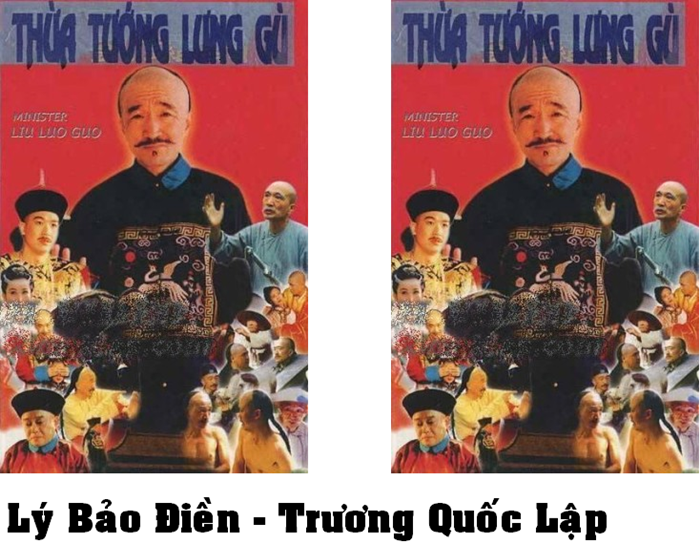 THỪA TƯỚNG LƯNG GÙ
MINISTER
LIU LUO GUO
THỪA TƯỚNG LƯNG GÙ
MINISTER
LIU LUO GUO
Lý Bảo Điền - Trương Quốc Lập